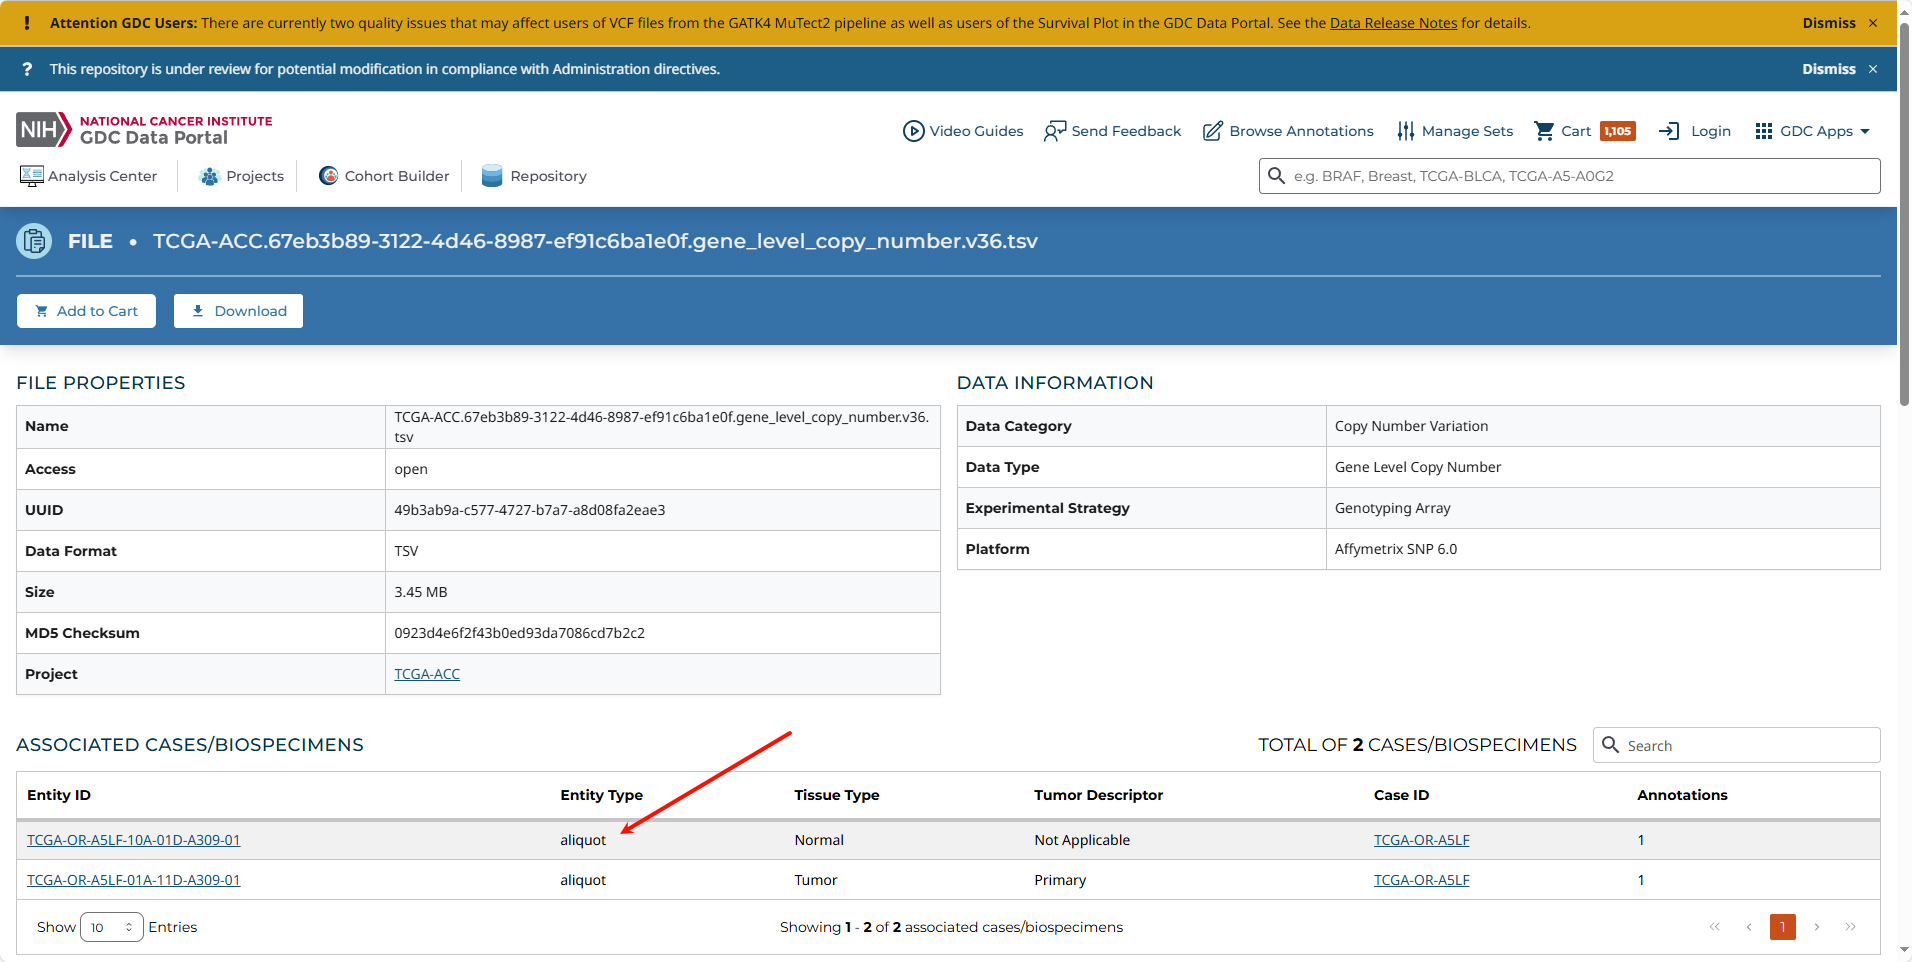 ! Attention GDC Users: There are currently two quality issues that may affect users of VCF files from the GATK4 MuTect2 pipeline as well as users of the Survival Plot in the GDC Data Portal. See the Data Release Notes for details. Dismiss ×
? This repository is under review for potential modification in compliance with Administration directives. Dismiss ×
NIH NATIONAL CANCER INSTITUTE
GDC Data Portal
Video Guides Send Feedback Browse Annotations Manage Sets Cart 1,105 Login GDC Apps
Analysis Center Projects Cohort Builder Repository
e.g. BRAF, Breast, TCGA-BLCA, TCGA-A5-A0G2
FILE • TCGA-ACC.67eb3b89-3122-4d46-8987-ef91c6ba1e0f.gene_level_copy_number.v36.tsv
Add to Cart Download
FILE PROPERTIES
Name TCGA-ACC.67eb3b89-3122-4d46-8987-ef91c6ba1e0f.gene_level_copy_number.v36.
tsv
Access open
UUID 49b3ab9a-c577-4727-b7a7-a8d08fa2eae3
Data Format TSV
Size 3.45 MB
MD5 Checksum 0923d4e6f2f43b0ed93da7086cd7b2c2
Project TCGA-ACC
DATA INFORMATION
Data Category Copy Number Variation
Data Type Gene Level Copy Number
Experimental Strategy Genotyping Array
Platform Affymetrix SNP 6.0
ASSOCIATED CASES/BIOSPECIMENS
TOTAL OF 2 CASES/BIOSPECIMENS Search
Entity ID Entity Type Tissue Type Tumor Descriptor Case ID Annotations
TCGA-OR-A5LF-10A-01D-A309-01 aliquot Normal Not Applicable TCGA-OR-A5LF 1
TCGA-OR-A5LF-01A-11D-A309-01 aliquot Tumor Primary TCGA-OR-A5LF 1
Show 10 Entries Showing 1 - 2 of 2 associated cases/biospecimens « ‹ 1 › »